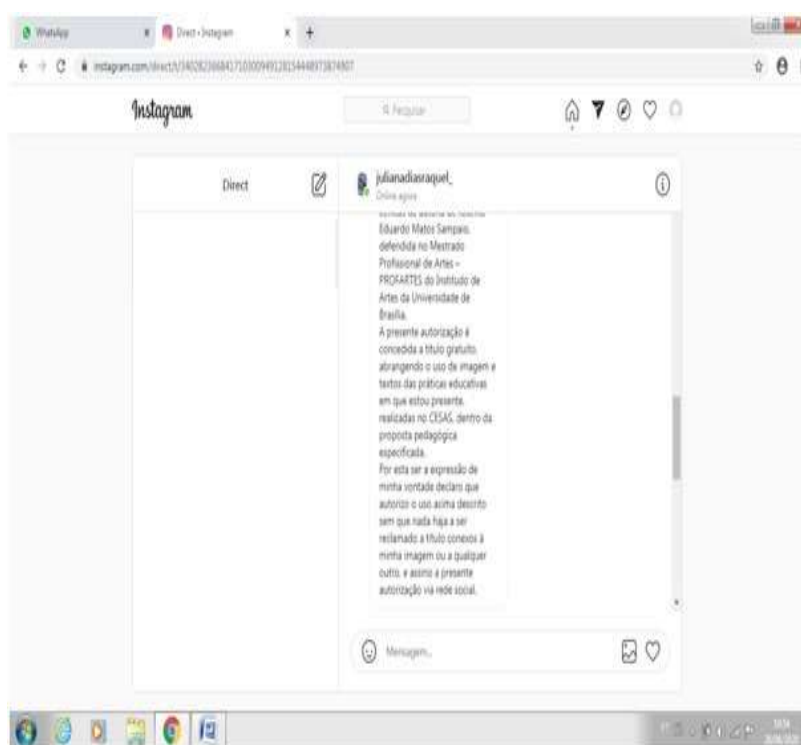 WhatsApp
Direct • Instagram
Instagram
Pesquisar
Direct
julianadiasraquel_
Online agora
Eduardo Matos Sampaio,
defendida no Mestrado
Profissional de Artes –
PROFARTES do Instituto de
Artes da Universidade de
Brasília.
A presente autorização é
concedida a título gratuito,
abrangendo o uso de imagem e
textos das práticas educativas
em que estou presente,
realizadas no CESAS, dentro da
proposta pedagógica
especificada.
Por esta ser a expressão de
minha vontade declaro que
autorizo o uso acima descrito
sem que nada haja a ser
reclamado a título conexos à
minha imagem ou a qualquer
outro, e assino a presente
autorização via rede social.
Mensagem...